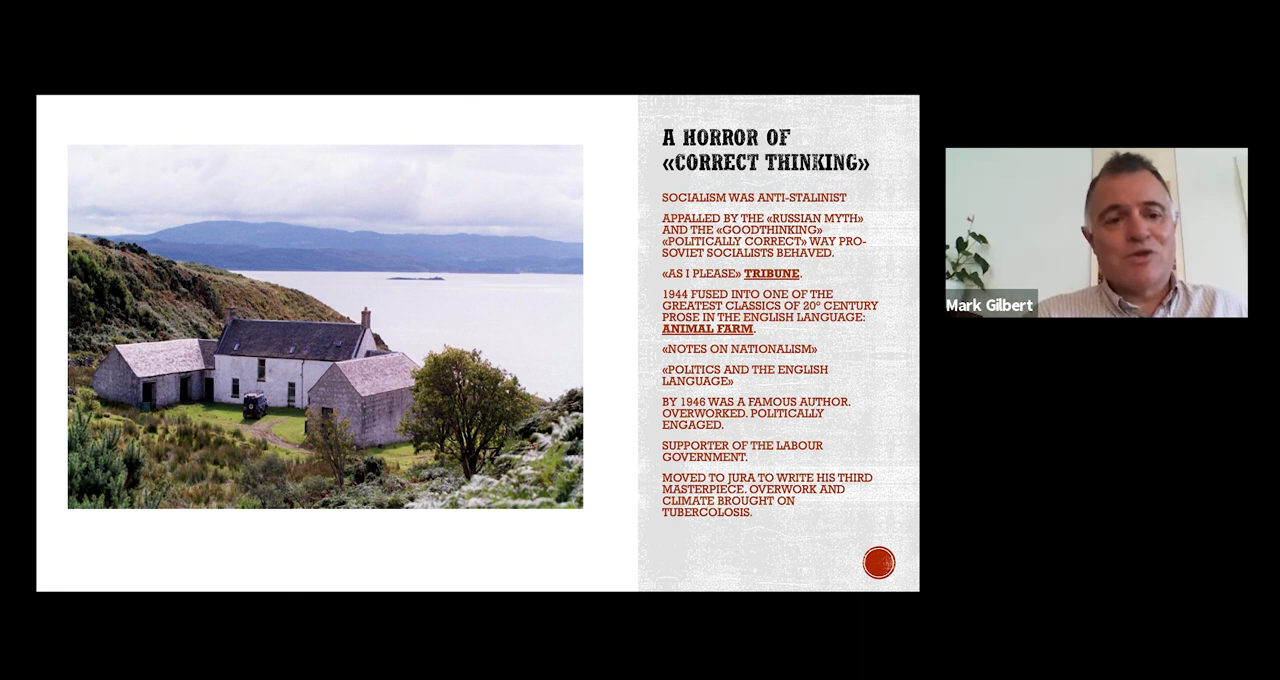 A HORROR OF
«CORRECT THINKING»
SOCIALISM WAS ANTI-STALINIST
APPALLED BY THE «RUSSIAN MYTH»
AND THE «GOODTHINKING»
«POLITICALLY CORRECT» WAY PRO-
SOVIET SOCIALISTS BEHAVED.
«AS I PLEASE» TRIBUNE.
1944 FUSED INTO ONE OF THE
GREATEST CLASSICS OF 20º CENTURY
PROSE IN THE ENGLISH LANGUAGE:
ANIMAL FARM.
«NOTES ON NATIONALISM»
«POLITICS AND THE ENGLISH
LANGUAGE»
BY 1946 WAS A FAMOUS AUTHOR.
OVERWORKED. POLITICALLY
ENGAGED.
SUPPORTER OF THE LABOUR
GOVERNMENT.
MOVED TO JURA TO WRITE HIS THIRD
MASTERPIECE. OVERWORK AND
CLIMATE BROUGHT ON
TUBERCOLOSIS.
Mark Gilbert